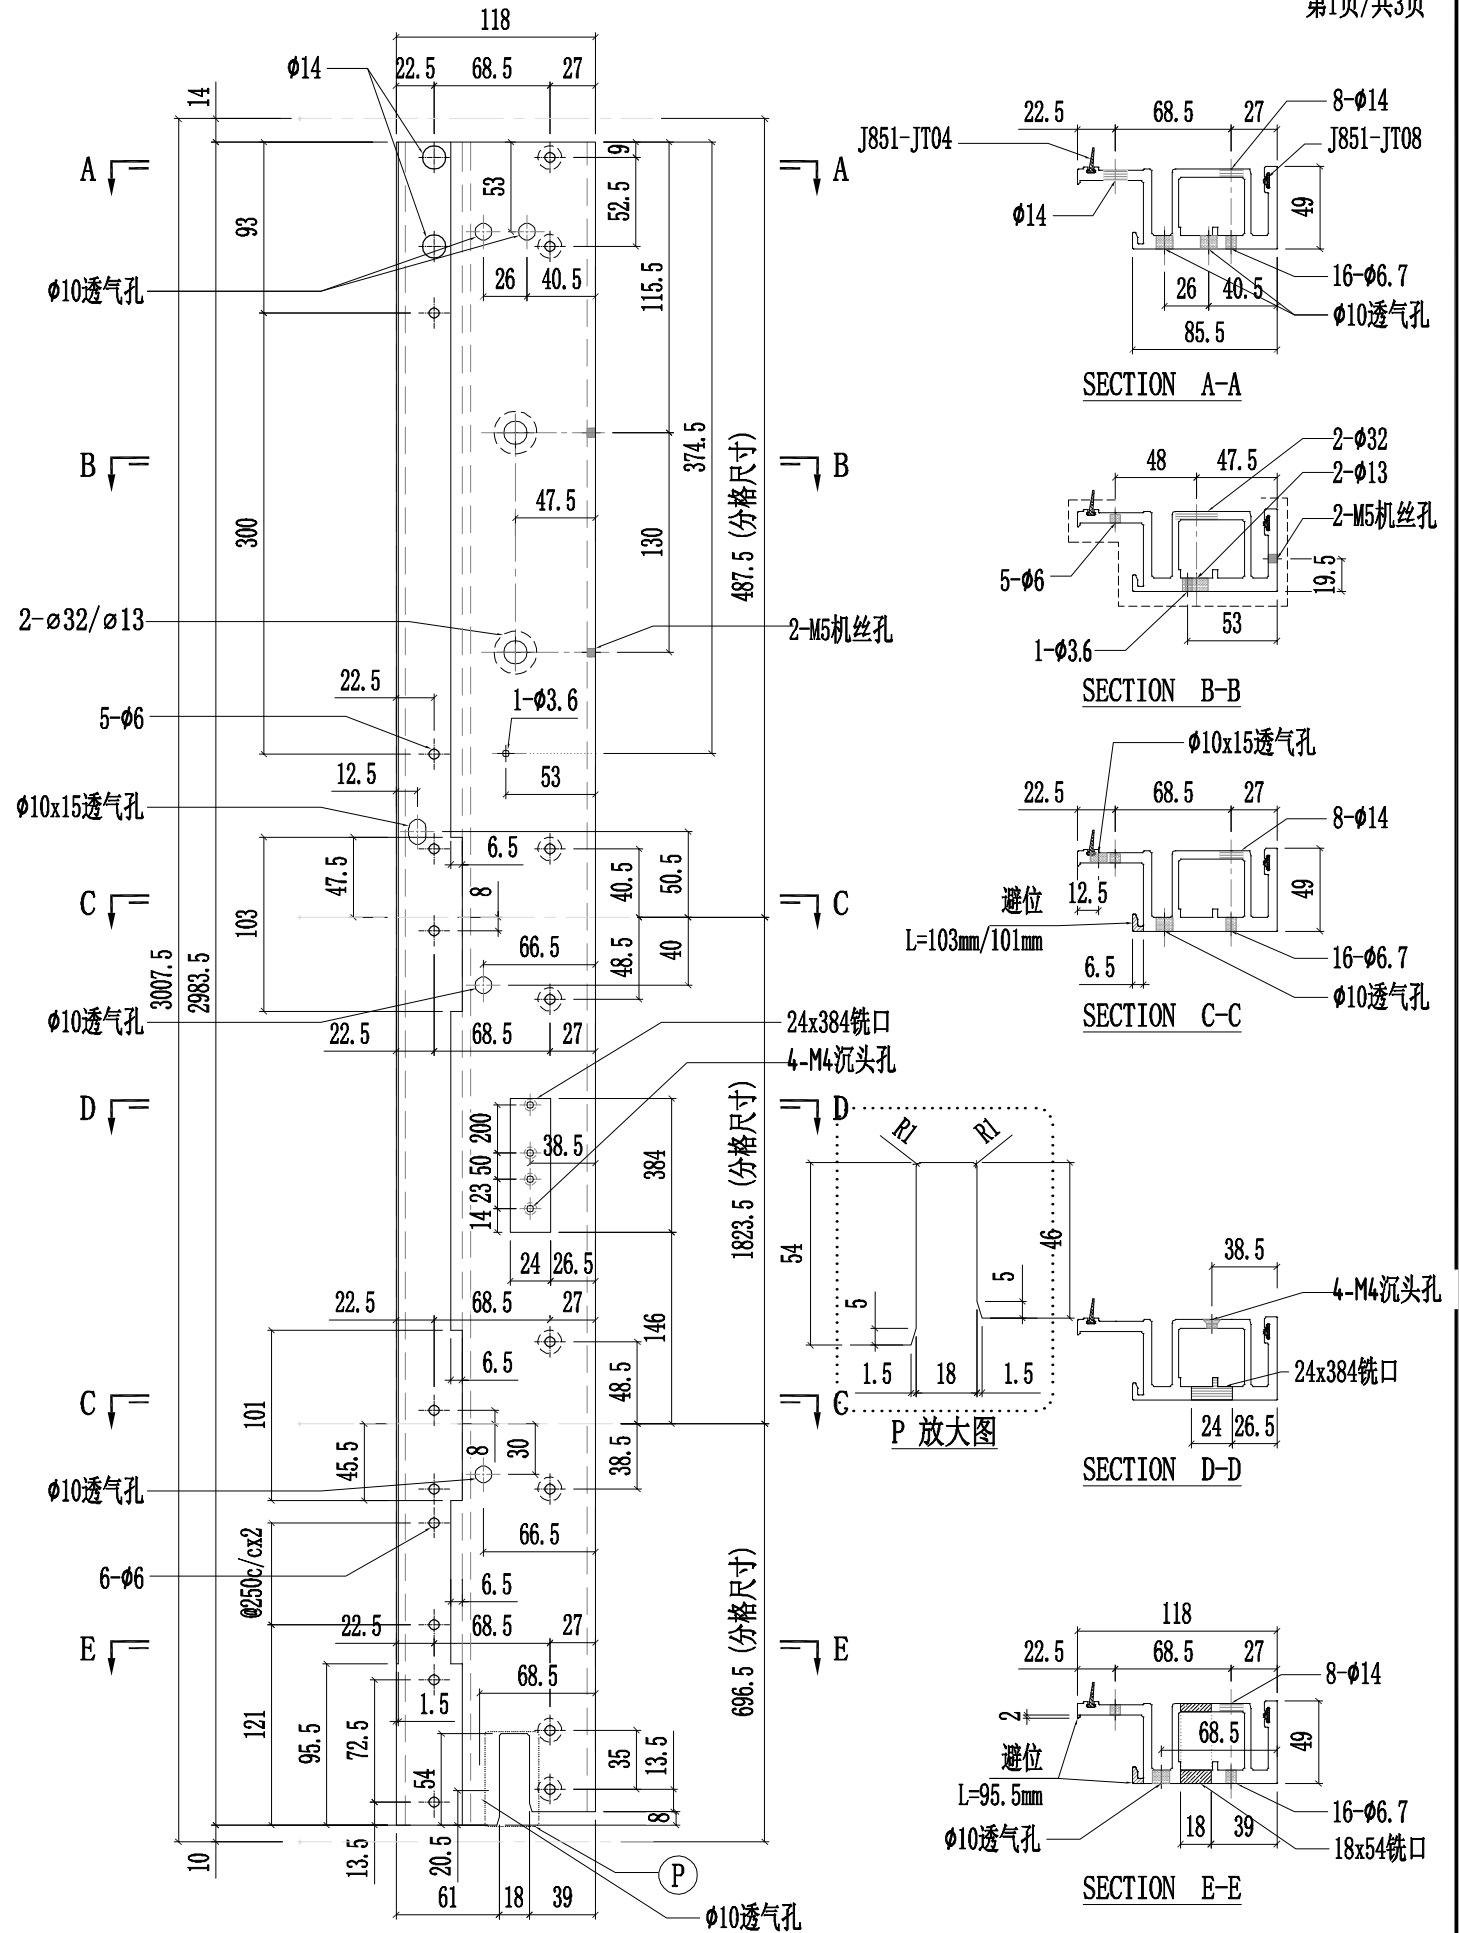 第1页/共3页
118
22.5
68.5
27
ϕ14
14
A
A
9
53
52.5
93
ϕ10透气孔
26
40.5
115.5
B
B
374.5
487.5 (分格尺寸)
47.5
300
130
2-⌀32/⌀13
2-M5机丝孔
22.5
5-ϕ6
1-ϕ3.6
12.5
53
ϕ10x15透气孔
6.5
47.5
8
40.5
50.5
C
C
103
66.5
48.5
40
3007.5
2983.5
ϕ10透气孔
22.5
68.5
27
24x384铣口
4-M4沉头孔
D
D
200
50
23
14
38.5
384
1823.5 (分格尺寸)
24
26.5
22.5
68.5
27
146
6.5
48.5
C
C
101
45.5
8
30
38.5
ϕ10透气孔
66.5
@250c/cx2
6-ϕ6
6.5
22.5
68.5
27
E
E
696.5 (分格尺寸)
68.5
1.5
121
95.5
72.5
54
35
13.5
8
10
13.5
20.5
61
18
39
P
ϕ10透气孔
22.5
68.5
27
8-ϕ14
J851-JT04
J851-JT08
49
ϕ14
16-ϕ6.7
26
40.5
ϕ10透气孔
85.5
SECTION A-A
2-ϕ32
48
47.5
2-ϕ13
2-M5机丝孔
5-ϕ6
19.5
53
1-ϕ3.6
SECTION B-B
ϕ10x15透气孔
22.5
68.5
27
8-ϕ14
避位
12.5
49
L=103mm/101mm
16-ϕ6.7
6.5
ϕ10透气孔
SECTION C-C
R1
R1
54
46
5
5
1.5
18
1.5
P 放大图
38.5
4-M4沉头孔
24x384铣口
24
26.5
SECTION D-D
118
22.5
68.5
27
8-ϕ14
2
68.5
49
避位
L=95.5mm
16-ϕ6.7
ϕ10透气孔
18
39
18x54铣口
SECTION E-E